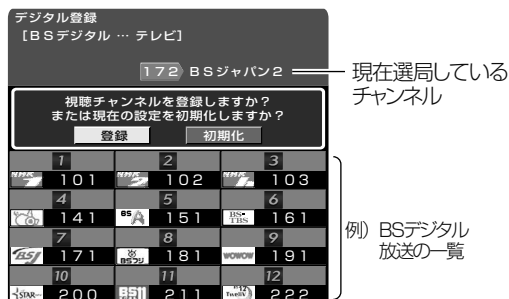 デジタル登録
[BSデジタル … テレビ]
172 BSジャパン2
現在選局している
チャンネル
視聴チャンネルを登録しますか?
または現在の設定を初期化しますか?
登録 初期化
1 2 3
101 102 103
4 5 6
141 BS A 151 BS-TBS 161
7 8 9
BSJ 171 BSフジ 181 WOWOW 191
10 11 12
STAR 200 BS11 211 TwellV 222
例) BSデジタル
放送の一覧